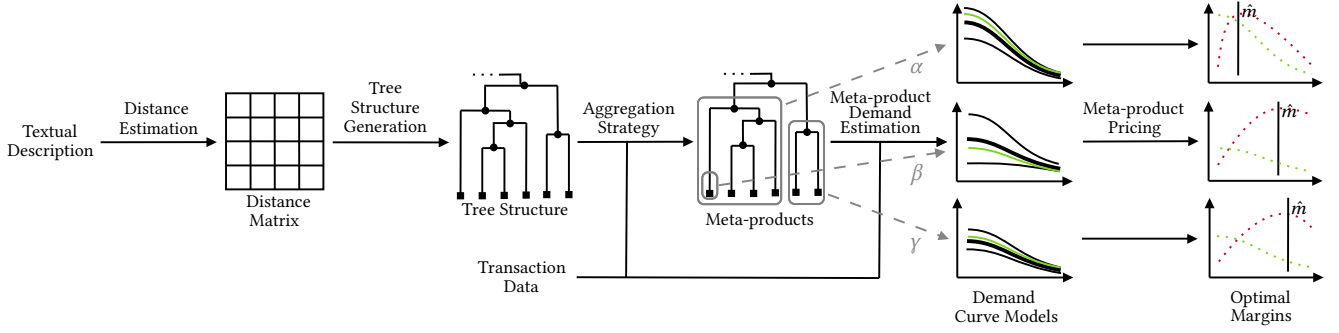 Textual
Description
Distance
Estimation
Distance
Matrix
Tree
Structure
Generation
Tree Structure
Aggregation
Strategy
Transaction
Data
Meta-products
Meta-product
Demand
Estimation
α
β
γ
Demand
Curve Models
Meta-product
Pricing
m̂
m̂
m̂
Optimal
Margins